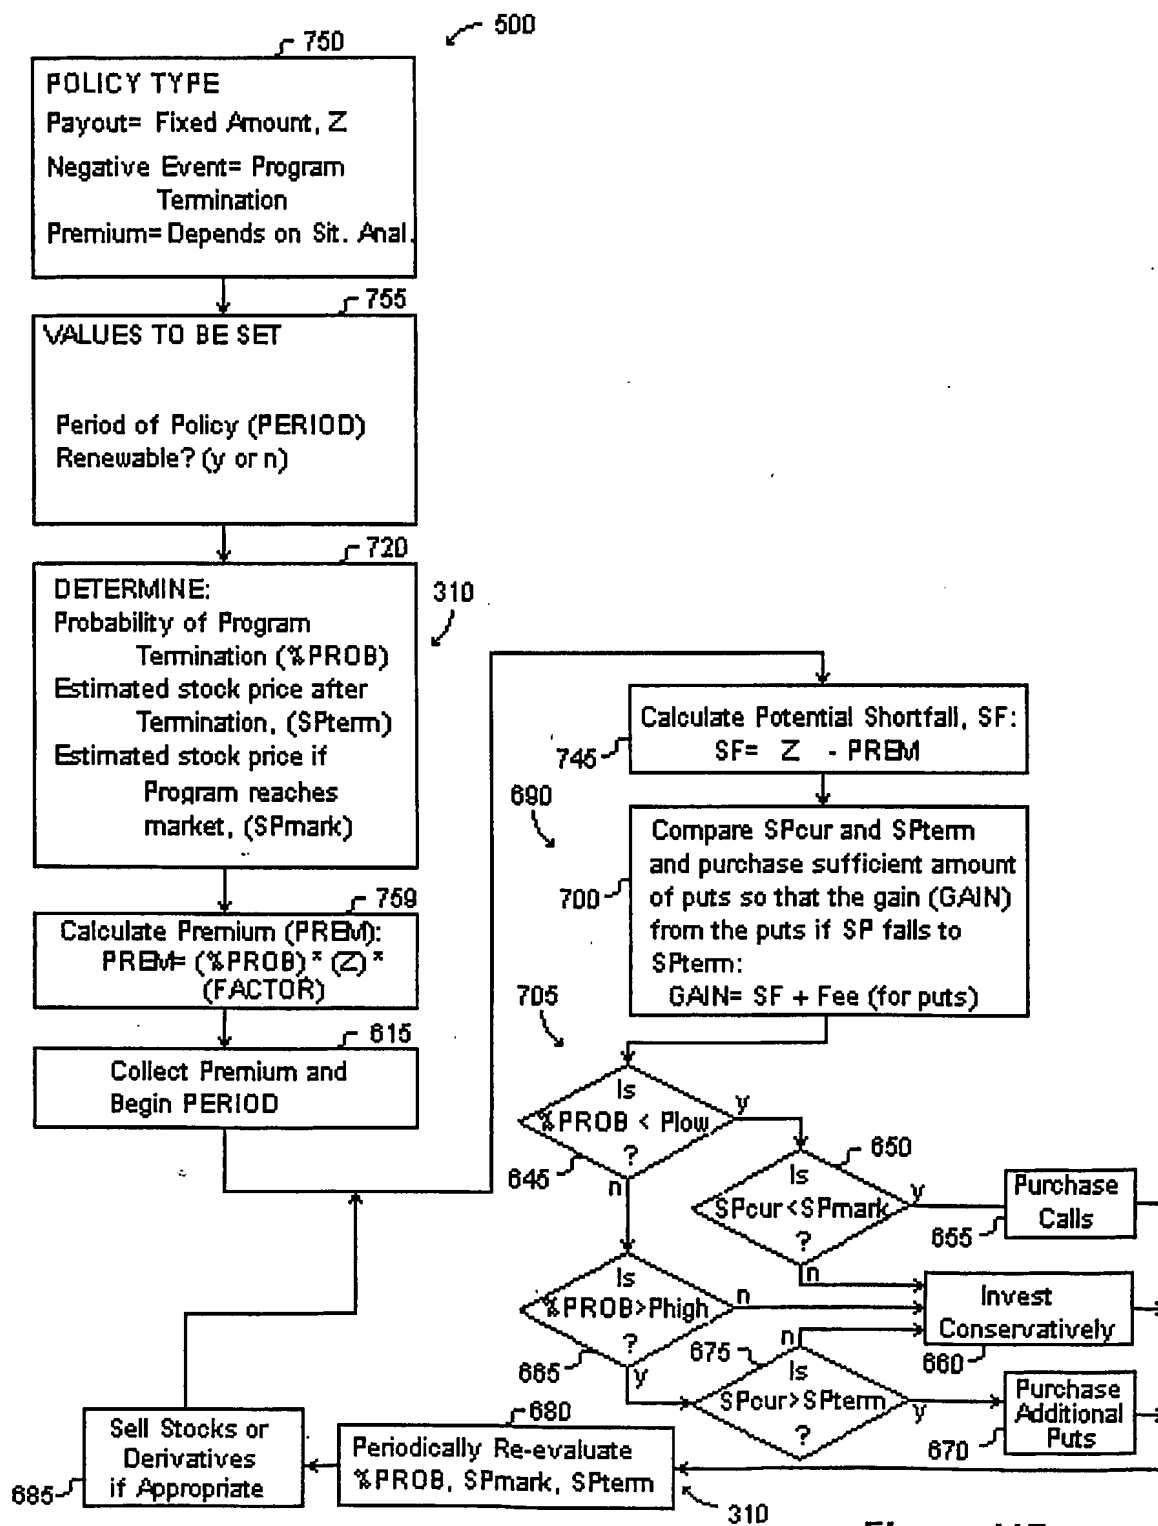 500
750
POLICY TYPE
Payout= Fixed Amount, Z
Negative Event= Program
Termination
Premium= Depends on Sit. Anal.
755
VALUES TO BE SET
Period of Policy (PERIOD)
Renewable? (y or n)
720
DETERMINE:
Probability of Program
Termination (%PROB)
Estimated stock price after
Termination, (SPterm)
Estimated stock price if
Program reaches
market, (SPmark)
310
759
Calculate Premium (PREM):
PREM= (%PROB)* (Z)*
(FACTOR)
615
Collect Premium and
Begin PERIOD
Calculate Potential Shortfall, SF:
SF= Z - PREM
745
690
Compare SPcur and SPterm
and purchase sufficient amount
of puts so that the gain (GAIN)
from the puts if SP falls to
SPterm:
GAIN= SF + Fee (for puts)
700
705
Is
%PROB < Plow
?
645
y
n
650
Is
SPcur<SPmark
?
y
n
Purchase
Calls
655
Is
%PROB>Phigh
?
665
n
y
Invest
Conservatively
660
675
n
Is
SPcur>SPterm
?
y
Purchase
Additional
Puts
670
680
Periodically Re-evaluate
%PROB, SPmark, SPterm
310
Sell Stocks or
Derivatives
if Appropriate
685